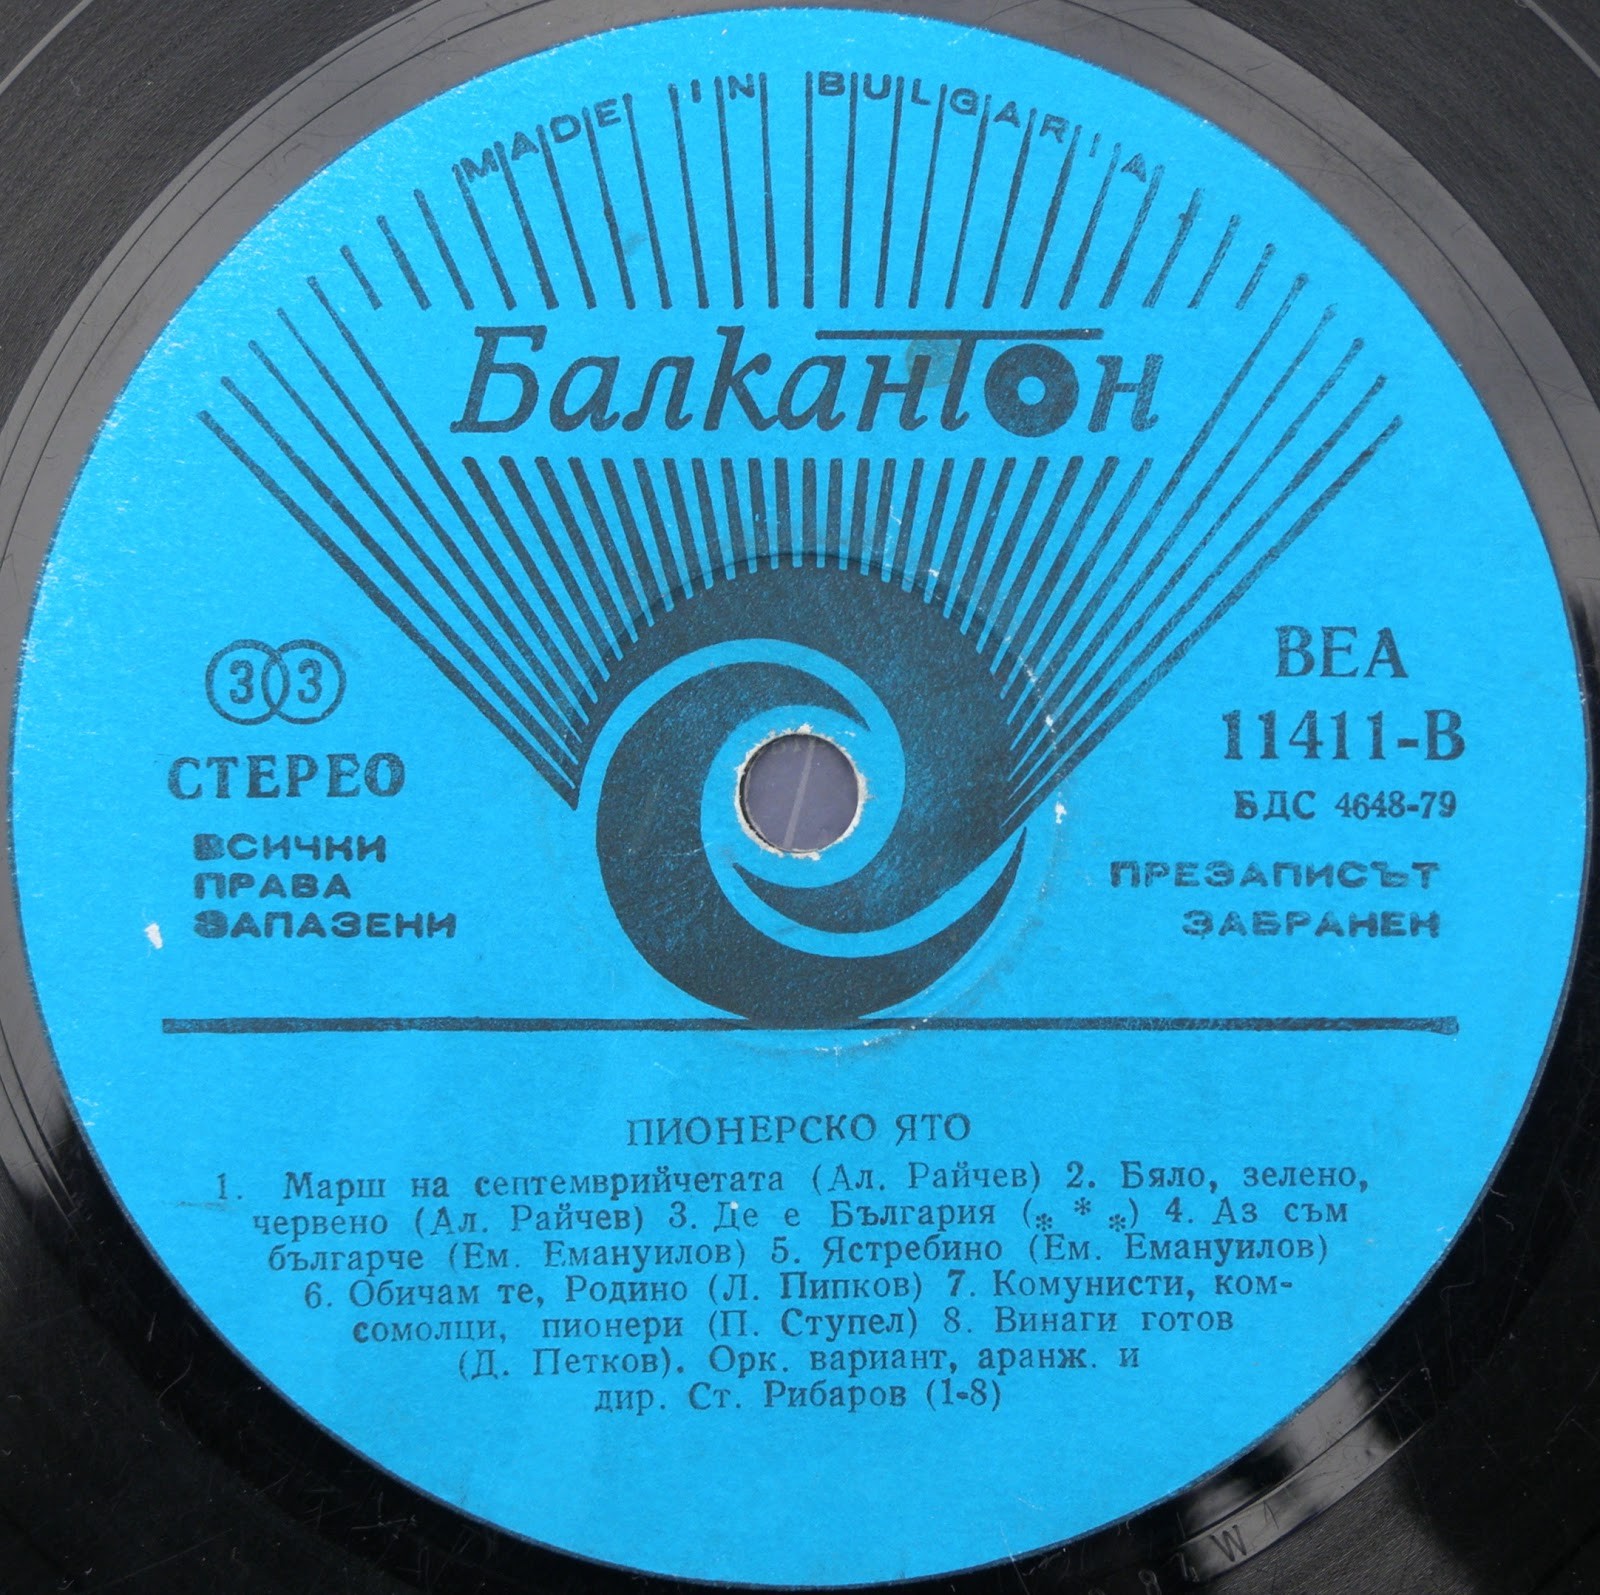 MADE IN BULGARIA
Балкантон
33
СТЕРЕО
ВСИЧКИ
ПРАВА
ЗАПАЗЕНИ
ВЕА
11411-В
БДС 4648-79
ПРЕЗАПИСЪТ
ЗАБРАНЕН
ПИОНЕРСКО ЯТО
1. Марш на септемврийчетата (Ал. Райчев) 2. Бяло, зелено,
червено (Ал. Райчев) 3. Де е България (* * *) 4. Аз съм
българче (Ем. Емануилов) 5. Ястребино (Ем. Емануилов)
6. Обичам те, Родино (Л. Пипков) 7. Комунисти, ком-
сомолци, пионери (П. Ступел) 8. Винаги готов
(Д. Петков). Орк. вариант, аранж. и
дир. Ст. Рибаров (1-8)